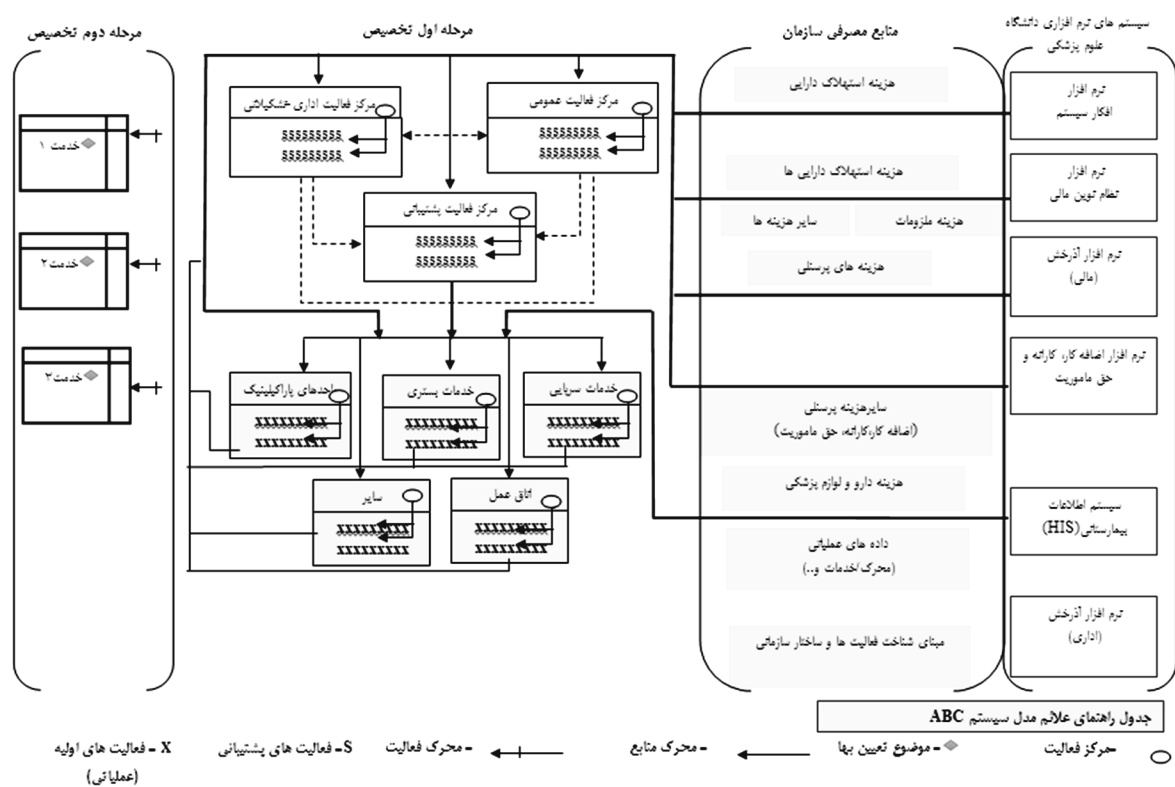 سیستم های نرم افزاری دانشگاه
علوم پزشکی
نرم افزار
افکار سیستم
نرم افزار
نظام نوین مالی
نرم افزار آذرخش
(مالی)
نرم افزار اضافه کار، کارانه و
حق ماموریت
سیستم اطلاعات
بیمارستانی(HIS)
نرم افزار آذرخش
(اداری)
منابع مصرفی سازمان
هزینه استهلاک دارایی
هزینه استهلاک دارایی ها
هزینه ملزومات
سایر هزینه ها
هزینه های پرسنلی
سایرهزینه پرسنلی
(اضافه کار،کارانه، حق ماموریت)
هزینه دارو و لوازم پزشکی
داده های عملیاتی
(محرک/خدمات و..)
مبنای شناخت فعالیت ها و ساختار سازمانی
مرحله اول تخصیص
مرکز فعالیت عمومی
SSSSSSSSS
SSSSSSSSS
مرکز فعالیت اداری
SSSSSSSSS
SSSSSSSSS
مرکز فعالیت پشتیبانی
SSSSSSSSS
SSSSSSSSS
خدمات سرپایی
XXXXXXXXX
XXXXXXXXX
خدمات بستری
XXXXXXXXX
XXXXXXXXX
واحدهای پاراکلینیک
XXXXXXXXX
XXXXXXXXX
اتاق عمل
XXXXXXXXX
XXXXXXXXX
سایر
XXXXXXXXX
XXXXXXXXX
مرحله دوم تخصیص
خدمت ۱
خدمت۲
خدمت۳
جدول راهنمای علائم مدل سیستم ABC
-مرکز فعالیت
- موضوع تعیین بها
- محرک منابع
- محرک فعالیت
S- فعالیت های پشتیبانی
X - فعالیت های اولیه
(عملیاتی)